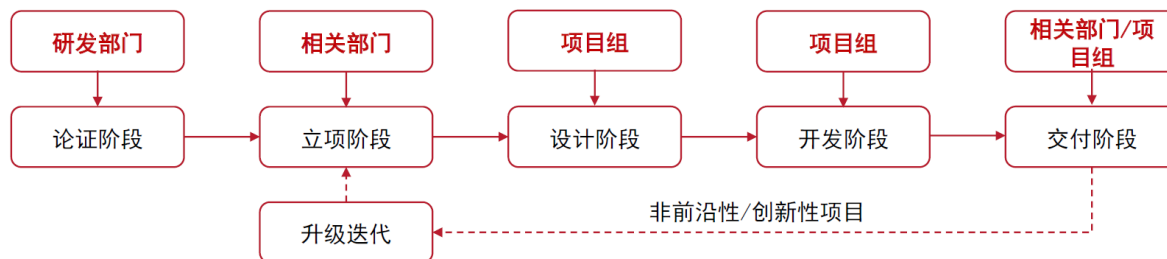 研发部门
相关部门
项目组
项目组
相关部门/项
目组
论证阶段
立项阶段
设计阶段
开发阶段
交付阶段
非前沿性/创新性项目
升级迭代